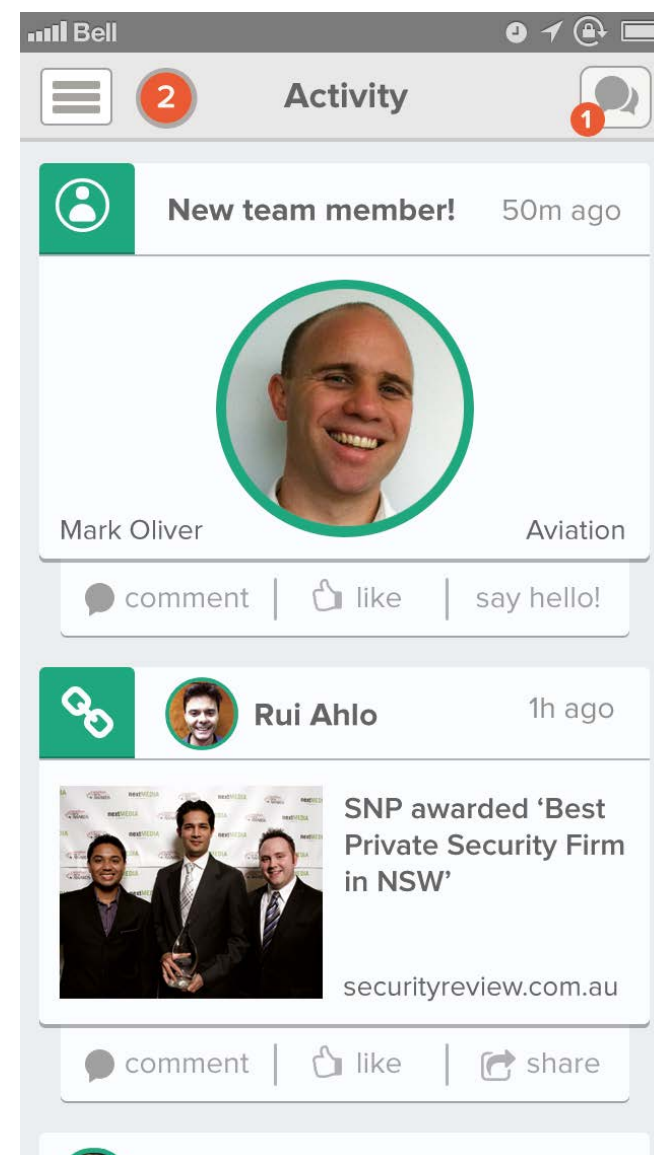 Bell
2
Activity
1
New team member!
50m ago
Mark Oliver
Aviation
comment
like
say hello!
Rui Ahlo
1h ago
SNP awarded ‘Best
Private Security Firm
in NSW’
securityreview.com.au
comment
like
share